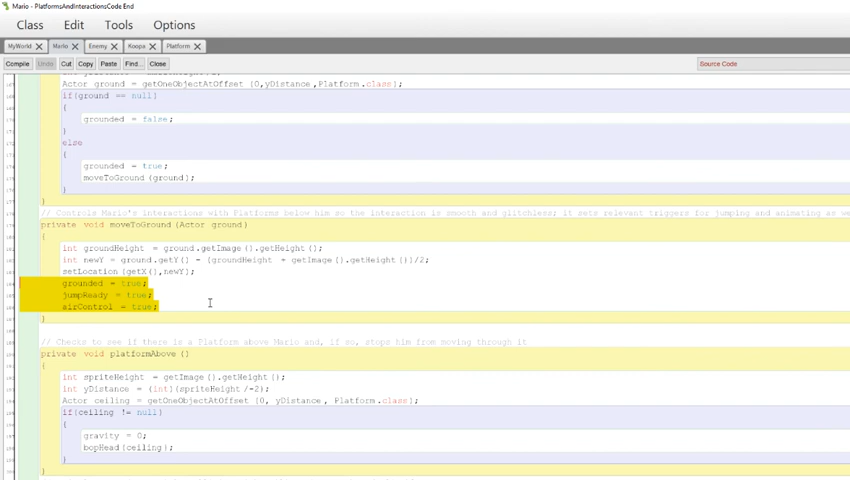 Mario - PlatformsAndInteractionsCode End
Class Edit Tools Options
MyWorld Mario Enemy Koopa Platform
Compile Undo Cut Copy Paste Find... Close Source Code
Actor ground = getOneObjectAtOffset (0,yDistance,Platform.class);
if(ground == null)
{
grounded = false;
}
else
{
grounded = true;
moveToGround(ground);
}
}
// Controls Mario's interactions with Platforms below him so the interaction is smooth and glitchless; it sets relevant triggers for jumping and animating as we
private void moveToGround (Actor ground)
{
int groundHeight = ground.getImage().getHeight();
int newY = ground.getY() - (groundHeight + getImage().getHeight())/2;
setLocation(getX(),newY);
grounded = true;
jumpReady = true;
airControl = true;
}
// Checks to see if there is a Platform above Mario and, if so, stops him from moving through it
private void platformAbove ()
{
int spriteHeight = getImage().getHeight();
int yDistance = (int)(spriteHeight/-2);
Actor ceiling = getOneObjectAtOffset (0, yDistance, Platform.class);
if(ceiling != null)
{
gravity = 0;
bopHead(ceiling);
}
}